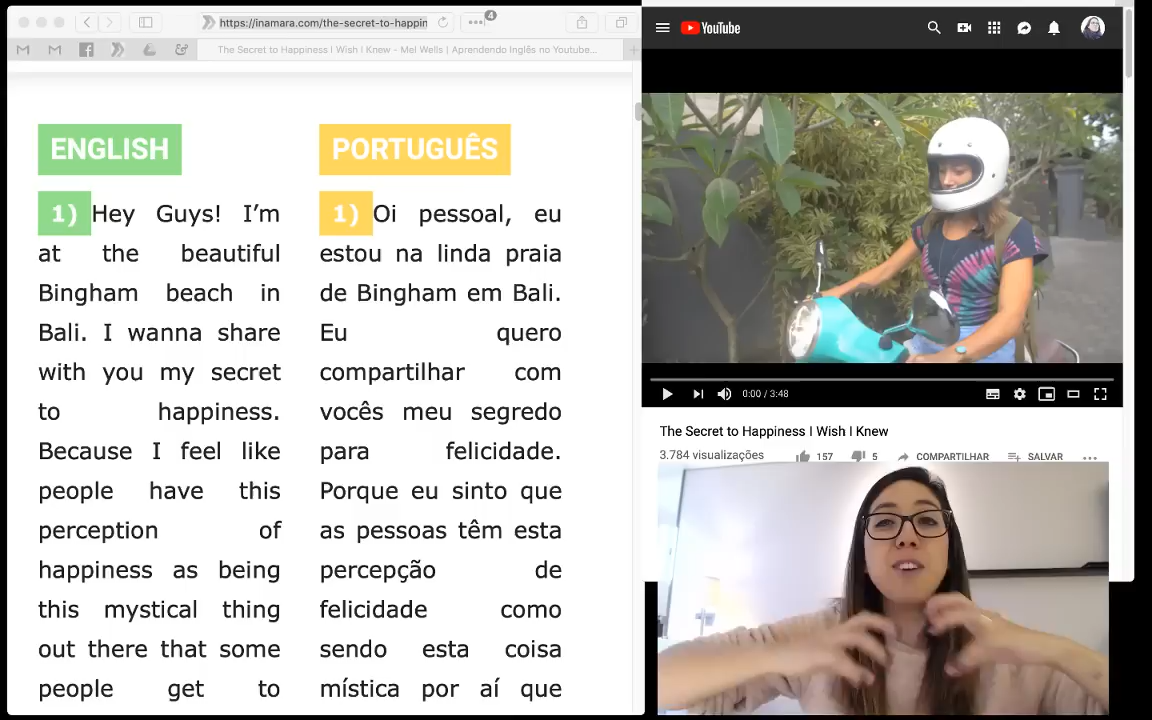 https://inamara.com/the-secret-to-happin
4
The Secret to Happiness I Wish I Knew - Mel Wells | Aprendendo Inglês no Youtube...
ENGLISH
1) Hey Guys! I'm
at the beautiful
Bingham beach in
Bali. I wanna share
with you my secret
to happiness.
Because I feel like
people have this
perception of
happiness as being
this mystical thing
out there that some
people get to
PORTUGUÊS
1) Oi pessoal, eu
estou na linda praia
de Bingham em Bali.
Eu quero
compartilhar com
vocês meu segredo
para felicidade.
Porque eu sinto que
as pessoas têm esta
percepção de
felicidade como
sendo esta coisa
mística por aí que
YouTube
0:00 / 3:48
The Secret to Happiness I Wish I Knew
3.784 visualizações
157
5
COMPARTILHAR
SALVAR